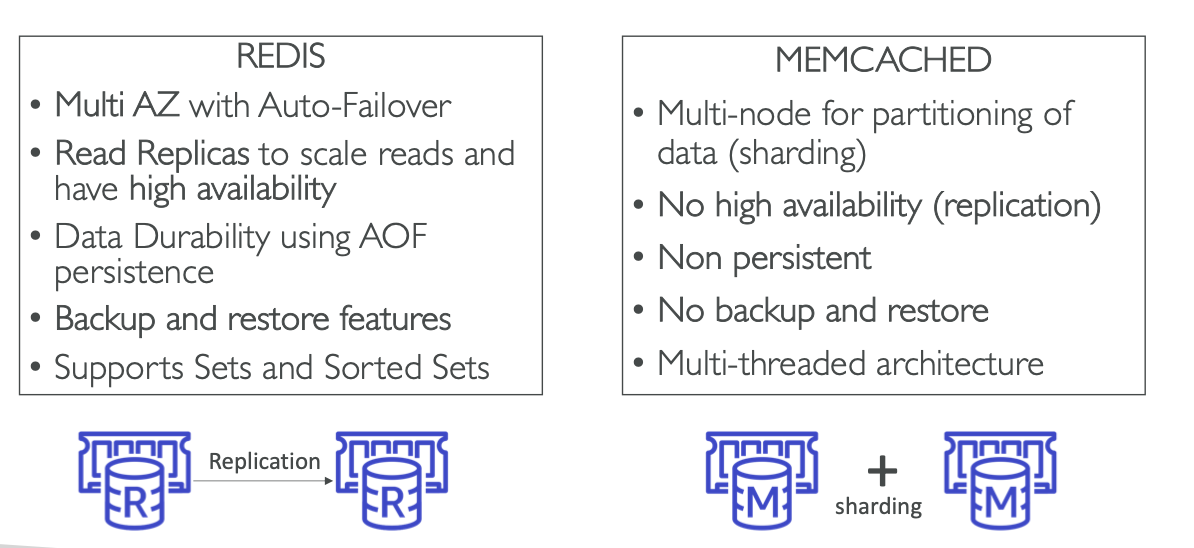 REDIS
• Multi AZ with Auto-Failover
• Read Replicas to scale reads and
have high availability
• Data Durability using AOF
persistence
• Backup and restore features
• Supports Sets and Sorted Sets
R
Replication
R
MEMCACHED
• Multi-node for partitioning of
data (sharding)
• No high availability (replication)
• Non persistent
• No backup and restore
• Multi-threaded architecture
M
+
sharding
M